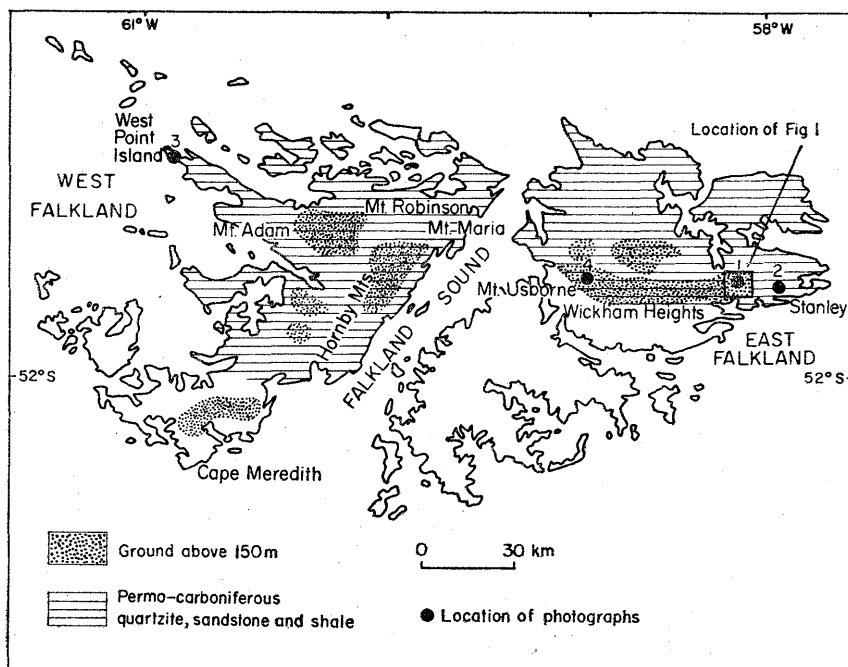 61°W
58°W
West
Point
Island
3
Location of Fig 1
WEST
FALKLAND
Mt. Robinson
Mt. Adam
Mt. Maria
SOUND
4
1
2
Mt. Usborne
Wickham Heights
Stanley
Hornby Mts
FALKLAND
EAST
FALKLAND
52°S
52°S
Cape Meredith
Ground above 150m
0 30 km
Permo-carboniferous
quartzite, sandstone and shale
Location of photographs